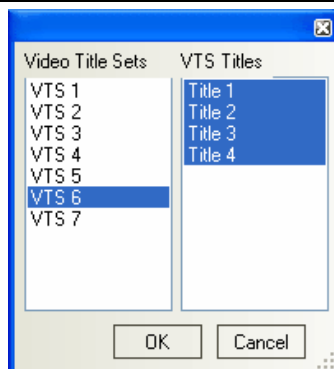 Video Title Sets
VTS Titles
VTS 1
VTS 2
VTS 3
VTS 4
VTS 5
VTS 6
VTS 7
Title 1
Title 2
Title 3
Title 4
OK
Cancel